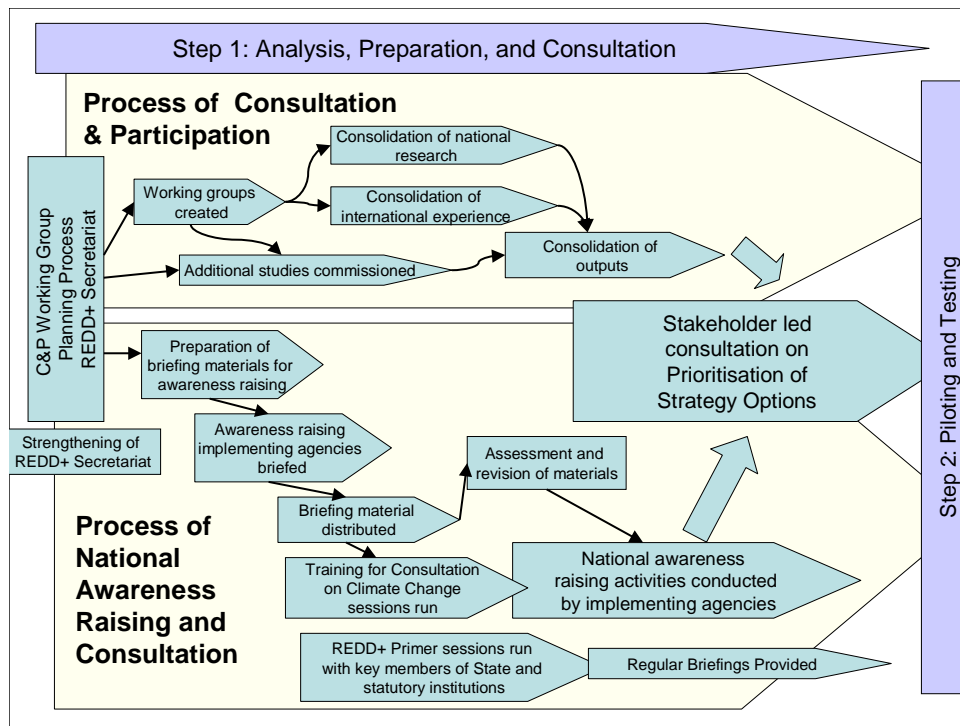 Step 1: Analysis, Preparation, and Consultation
Process of Consultation
& Participation
Consolidation of national
research
Working groups
created
Consolidation of
international experience
Additional studies commissioned
Consolidation of
outputs
C&P Working Group
Planning Process
REDD+ Secretariat
Stakeholder led
consultation on
Prioritisation of
Strategy Options
Preparation of
briefing materials for
awareness raising
Strengthening of
REDD+ Secretariat
Awareness raising
implementing agencies
briefed
Assessment and
revision of materials
Briefing material
distributed
Process of
National
Awareness
Raising and
Consultation
Training for Consultation
on Climate Change
sessions run
National awareness
raising activities conducted
by implementing agencies
REDD+ Primer sessions run
with key members of State and
statutory institutions
Regular Briefings Provided
Step 2: Piloting and Testing